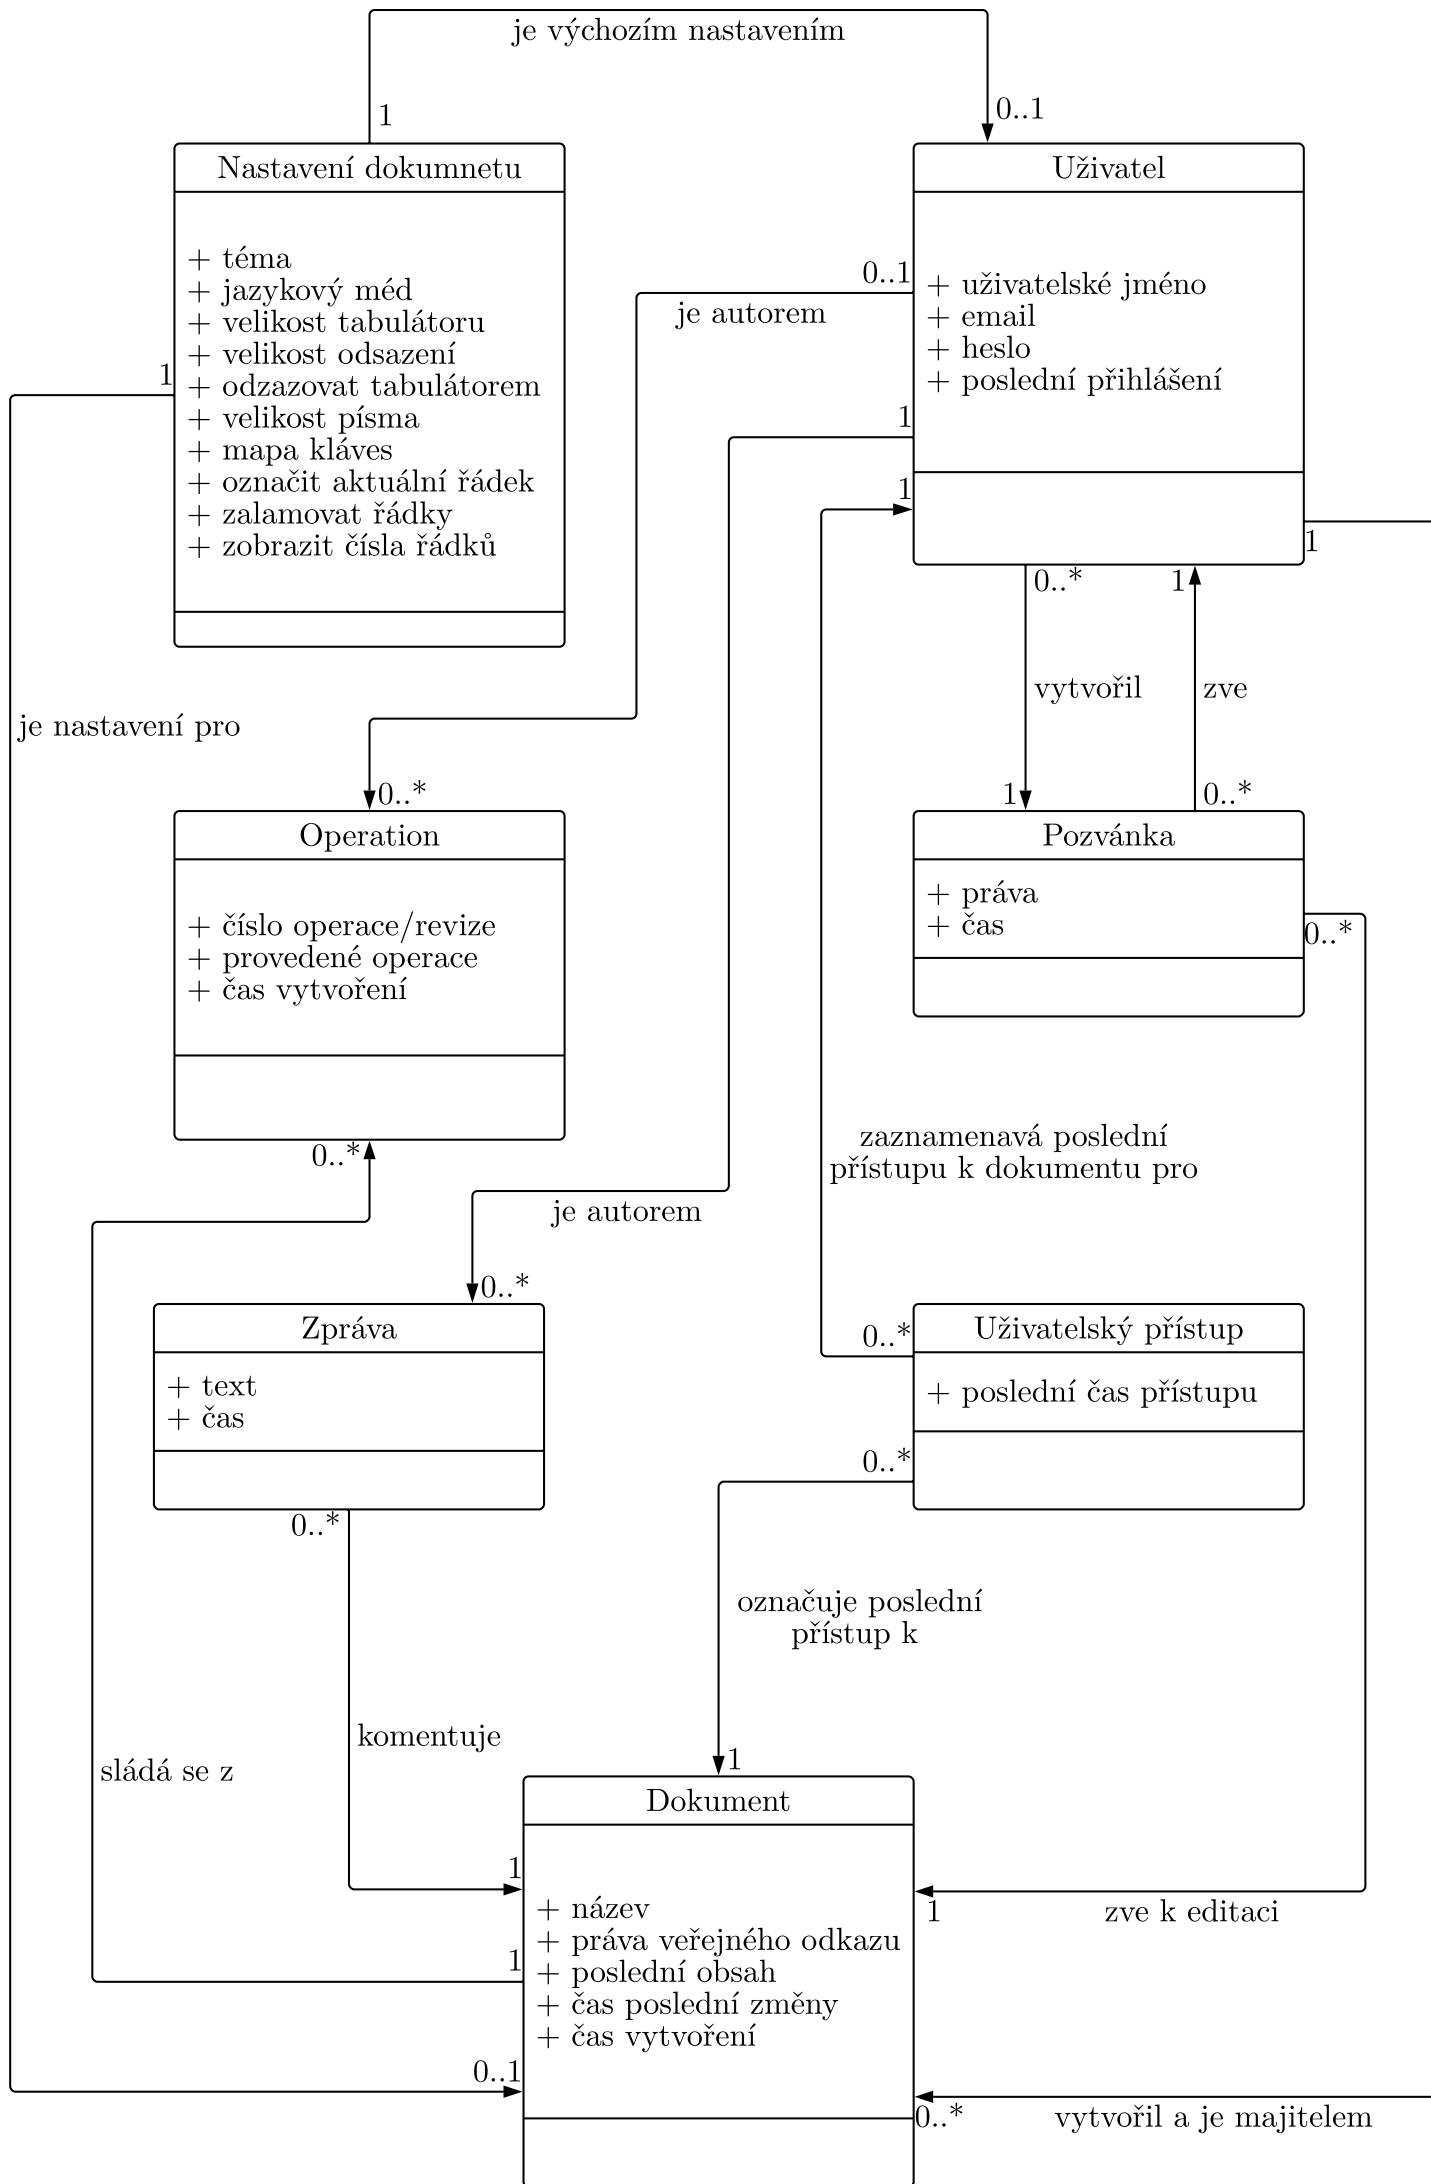 je výchozím nastavením
1
0..1
Nastavení dokumnetu
+ téma
+ jazykový méd
+ velikost tabulátoru
+ velikost odsazení
+ odzazovat tabulátorem
+ velikost písma
+ mapa kláves
+ označit aktuální řádek
+ zalamovat řádky
+ zobrazit čísla řádků
1
Uživatel
+ uživatelské jméno
+ email
+ heslo
+ poslední přihlášení
0..1
je autorem
1
1
1
0..*
1
je nastavení pro
vytvořil
zve
0..*
1
0..*
Operation
+ číslo operace/revize
+ provedené operace
+ čas vytvoření
Pozvánka
+ práva
+ čas
0..*
0..*
zaznamenavá poslední
přístupu k dokumentu pro
je autorem
0..*
Zpráva
+ text
+ čas
0..*
Uživatelský přístup
+ poslední čas přístupu
0..*
0..*
označuje poslední
přístup k
komentuje
sládá se z
1
Dokument
+ název
+ práva veřejného odkazu
+ poslední obsah
+ čas poslední změny
+ čas vytvoření
1
1
0..1
1
zve k editaci
0..*
vytvořil a je majitelem